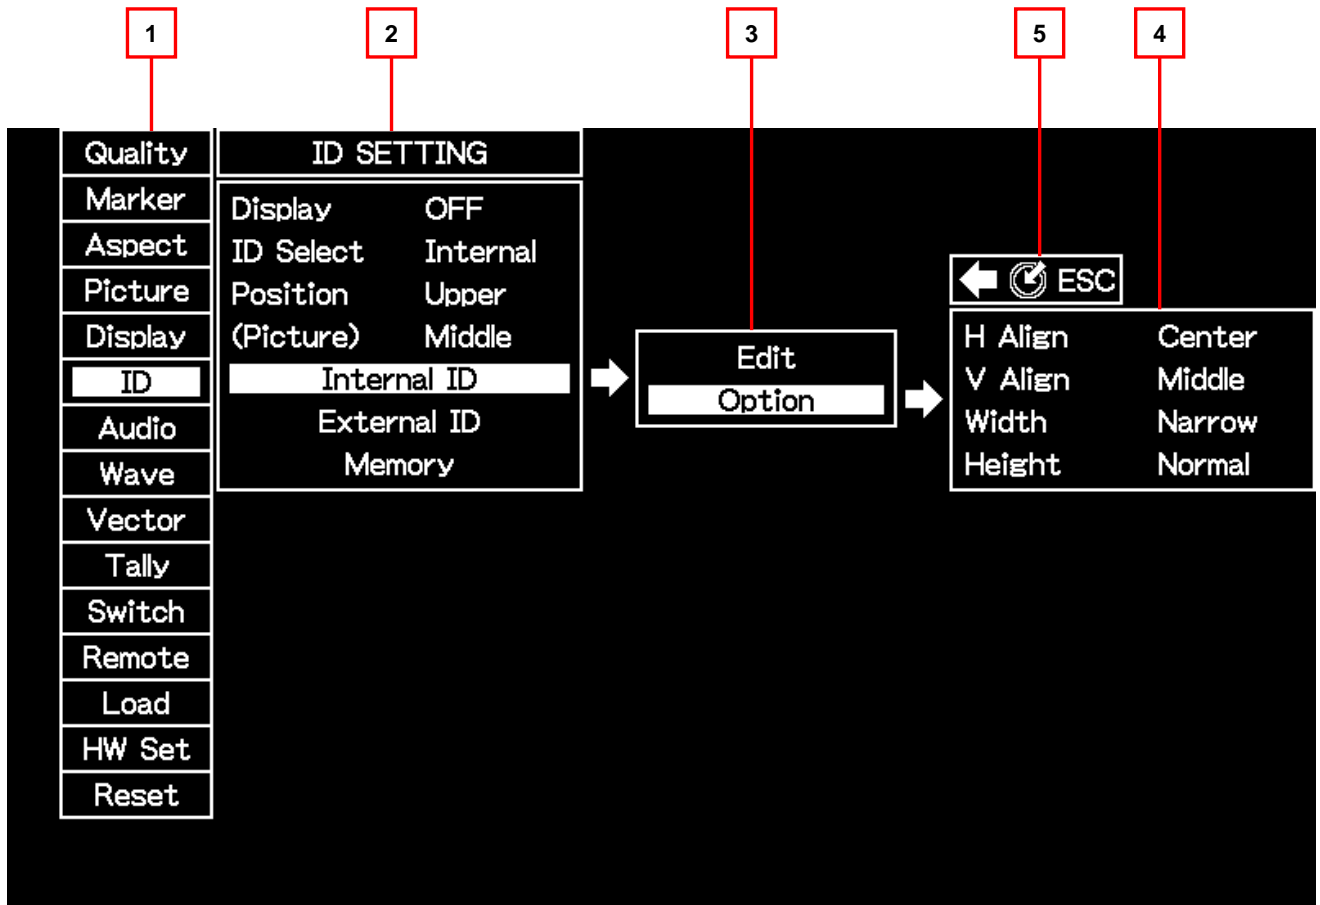 1 2 3 5 4
Quality
Marker
Aspect
Picture
Display
ID
Audio
Wave
Vector
Tally
Switch
Remote
Load
HW Set
Reset
ID SETTING
Display OFF
ID Select Internal
Position Upper
(Picture) Middle
Internal ID
External ID
Memory
Edit
Option
ESC
H Align Center
V Align Middle
Width Narrow
Height Normal